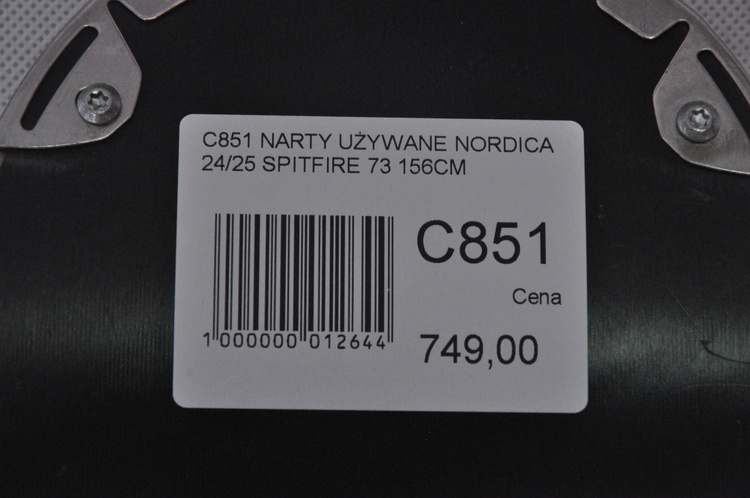 C851 NARTY UŻYWANE NORDICA
24/25 SPITFIRE 73 156CM
C851
Cena
1 000000 012644
749,00